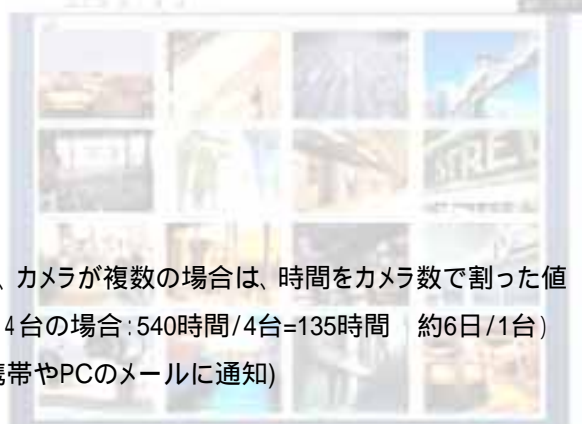 、カメラが複数の場合は、時間をカメラ数で割った値
4台の場合:540時間/4台=135時間　約6日/1台)
携帯やPCのメールに通知)